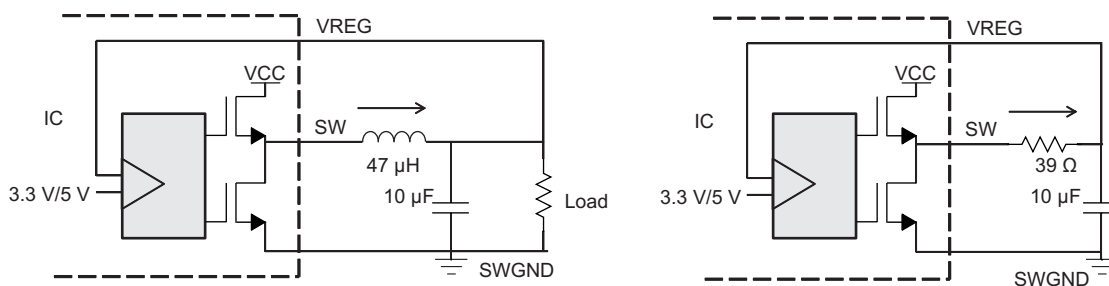 VREG
VCC
IC
SW
47 µH
3.3 V/5 V
10 µF
Load
SWGND
VREG
VCC
IC
SW
39 Ω
3.3 V/5 V
10 µF
SWGND